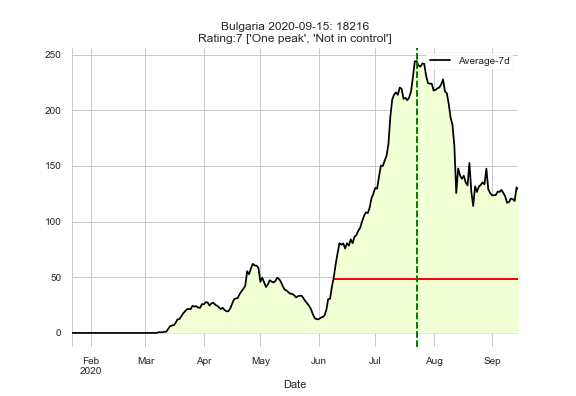 Bulgaria 2020-09-15: 18216
Rating:7 ['One peak', 'Not in control']
Average-7d
250
200
150
100
50
0
Feb Mar Apr May Jun Jul Aug Sep
2020
Date